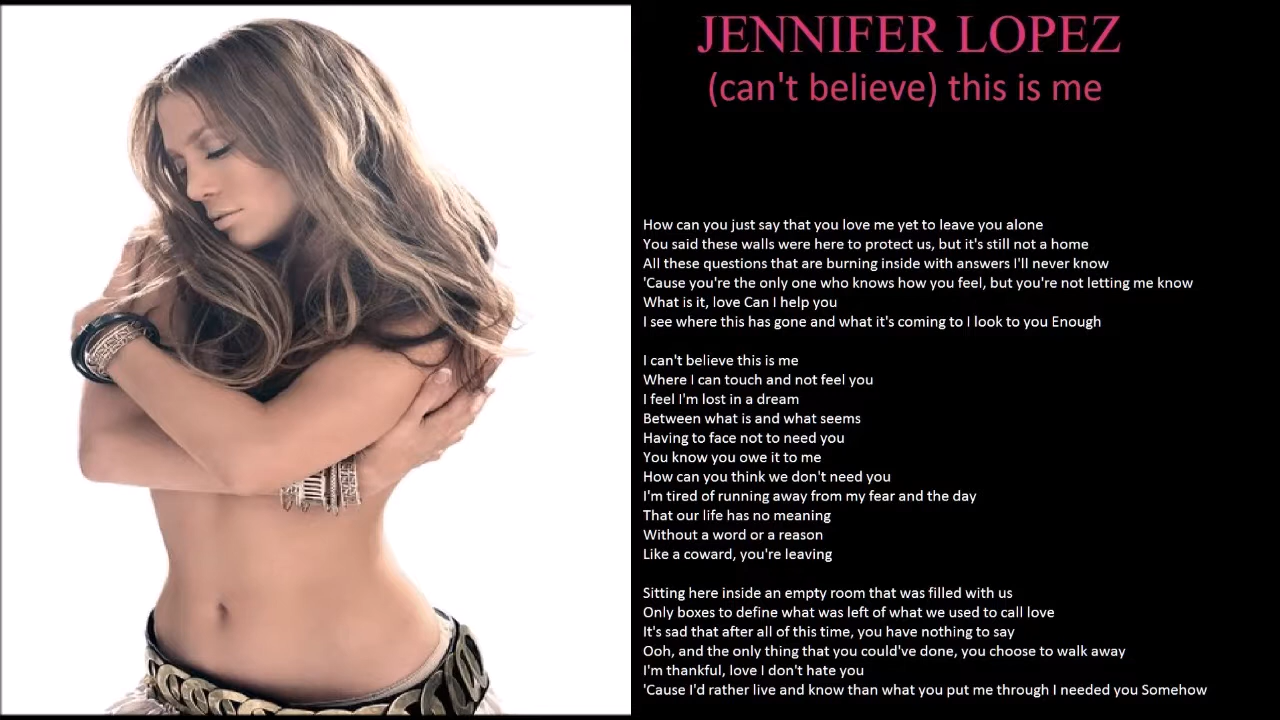 JENNIFER LOPEZ
(can't believe) this is me
How can you just say that you love me yet to leave you alone
You said these walls were here to protect us, but it's still not a home
All these questions that are burning inside with answers I'll never know
'Cause you're the only one who knows how you feel, but you're not letting me know
What is it, love Can I help you
I see where this has gone and what it's coming to I look to you Enough
I can't believe this is me
Where I can touch and not feel you
I feel I'm lost in a dream
Between what is and what seems
Having to face not to need you
You know you owe it to me
How can you think we don't need you
I'm tired of running away from my fear and the day
That our life has no meaning
Without a word or a reason
Like a coward, you're leaving
Sitting here inside an empty room that was filled with us
Only boxes to define what was left of what we used to call love
It's sad that after all of this time, you have nothing to say
Ooh, and the only thing that you could've done, you choose to walk away
I'm thankful, love I don't hate you
'Cause I'd rather live and know than what you put me through I needed you Somehow